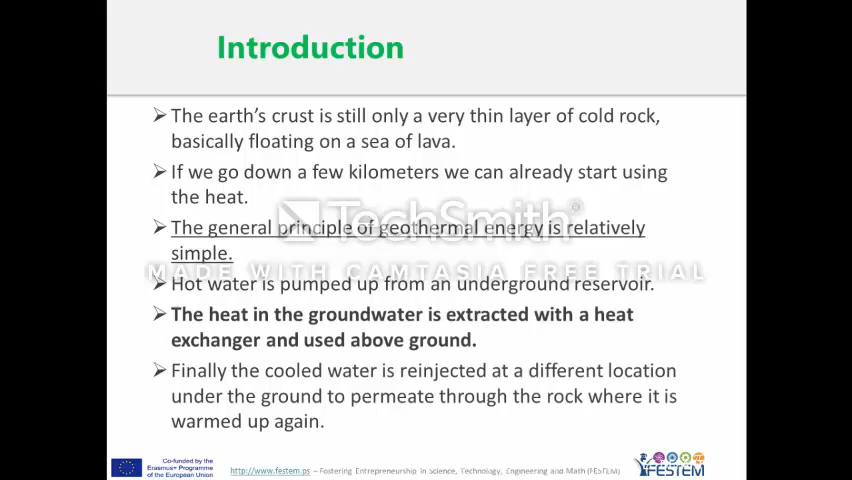 Introduction
➢ The earth's crust is still only a very thin layer of cold rock,
basically floating on a sea of lava.
➢ If we go down a few kilometers we can already start using
the heat.
TechSmith®
➢ The general principle of geothermal energy is relatively
simple.
MADE WITH CAMTASIA FREE TRIAL
➢ Hot water is pumped up from an underground reservoir.
➢ The heat in the groundwater is extracted with a heat
exchanger and used above ground.
➢ Finally the cooled water is reinjected at a different location
under the ground to permeate through the rock where it is
warmed up again.
Co-funded by the
Erasmus+ Programme
of the European Union
http://www.festem.ps – Fostering Entrepreneurship in Science, Technology, Engineering and Math (FESTEM)
FESTEM